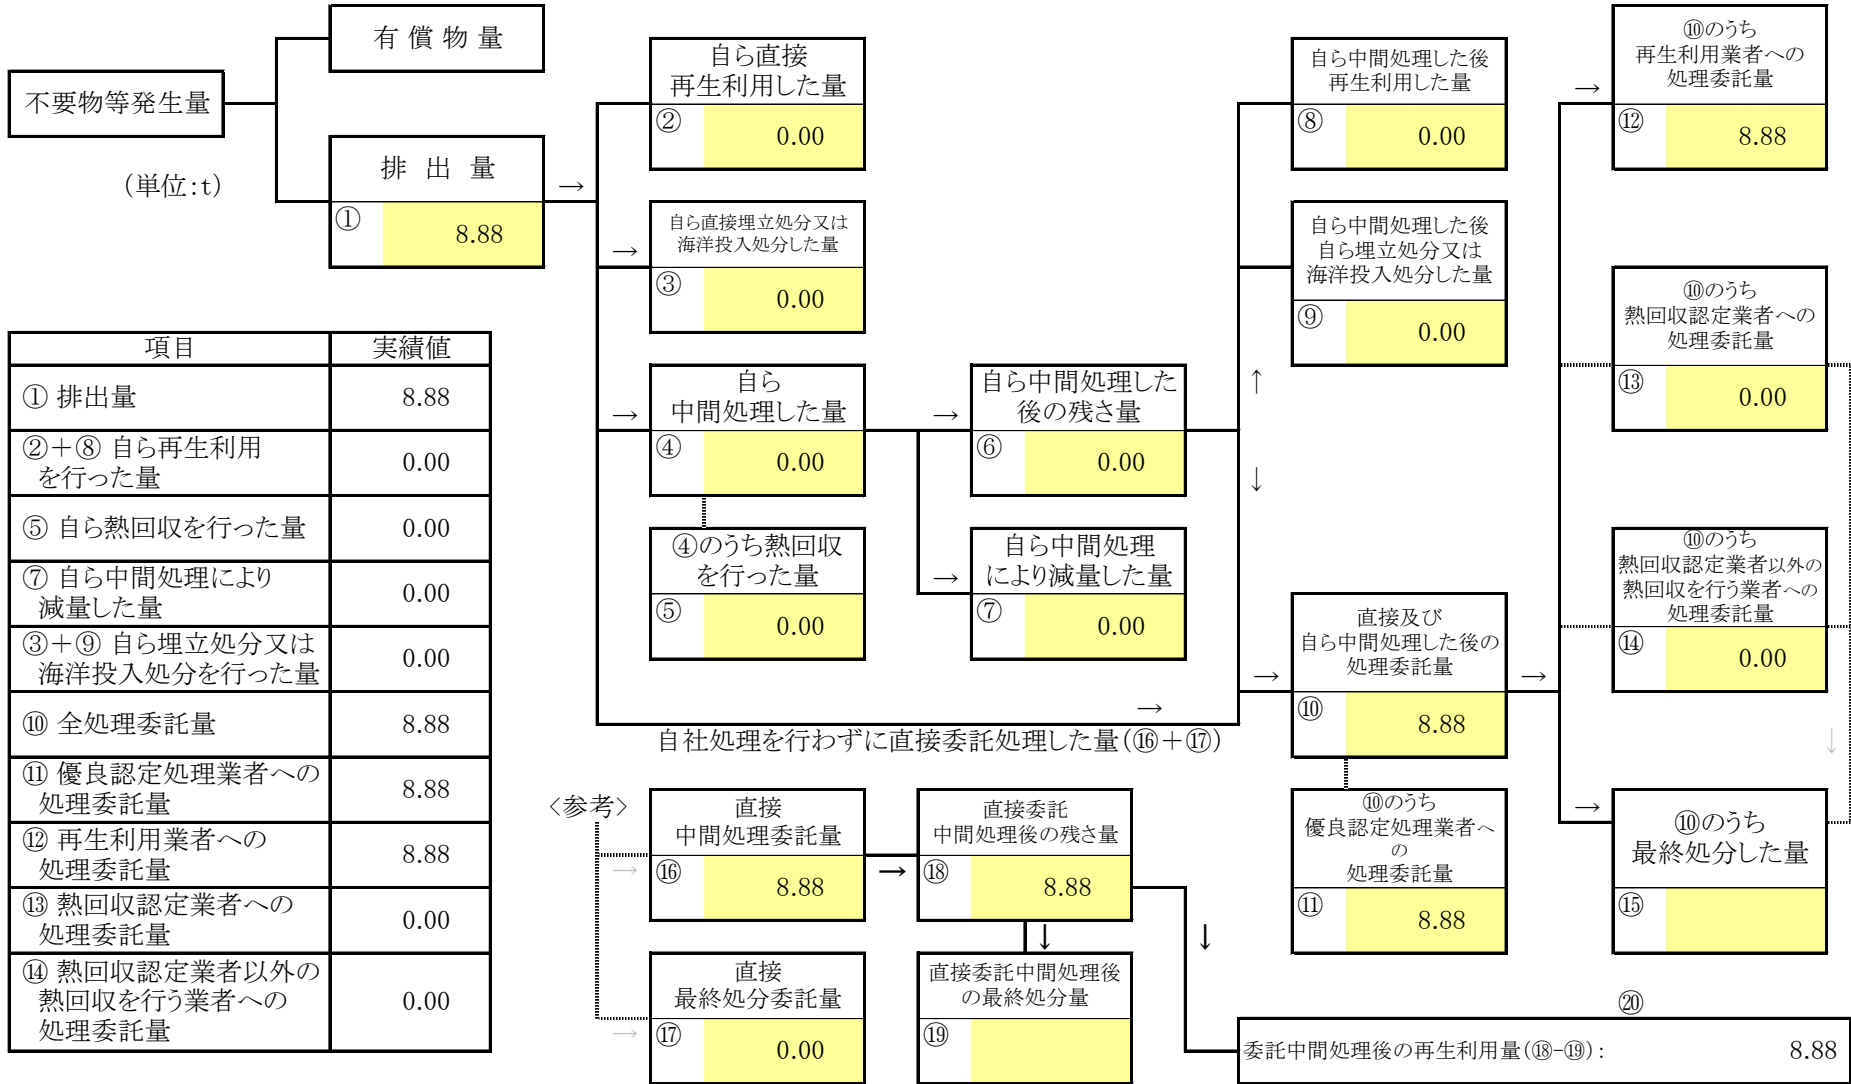 有償物量
不要物等発生量
(単位:t)
排出量
→
①
8.88
自ら直接
再生利用した量
②
0.00
→
自ら直接埋立処分又は
海洋投入処分した量
③
0.00
→
自ら
中間処理した量
④
0.00
④のうち熱回収
を行った量
⑤
0.00
→
自ら中間処理した
後の残さ量
⑥
0.00
→
自ら中間処理
により減量した量
⑦
0.00
→
自社処理を行わずに直接委託処理した量(⑯+⑰)
↑
↓
自ら中間処理した後
再生利用した量
⑧
0.00
自ら中間処理した後
自ら埋立処分又は
海洋投入処分した量
⑨
0.00
→
直接及び
自ら中間処理した後の
処理委託量
⑩
8.88
→
⑩のうち
優良認定処理業者へ
の
処理委託量
⑪
8.88
→
⑩のうち
再生利用業者への
処理委託量
⑫
8.88
⑩のうち
熱回収認定業者への
処理委託量
⑬
0.00
⑩のうち
熱回収認定業者以外の
熱回収を行う業者への
処理委託量
⑭
0.00
↓
→
⑩のうち
最終処分した量
⑮
項目 実績値
① 排出量 8.88
②+⑧ 自ら再生利用
を行った量 0.00
⑤ 自ら熱回収を行った量 0.00
⑦ 自ら中間処理により
減量した量 0.00
③+⑨ 自ら埋立処分又は
海洋投入処分を行った量 0.00
⑩ 全処理委託量 8.88
⑪ 優良認定処理業者への
処理委託量 8.88
⑫ 再生利用業者への
処理委託量 8.88
⑬ 熱回収認定業者への
処理委託量 0.00
⑭ 熱回収認定業者以外の
熱回収を行う業者への
処理委託量 0.00
<参考>
→
直接
中間処理委託量
⑯
8.88
→
直接委託
中間処理後の残さ量
⑱
8.88
↓
↓
→
直接
最終処分委託量
⑰
0.00
直接委託中間処理後
の最終処分量
⑲
⑳
委託中間処理後の再生利用量(⑱-⑲): 8.88